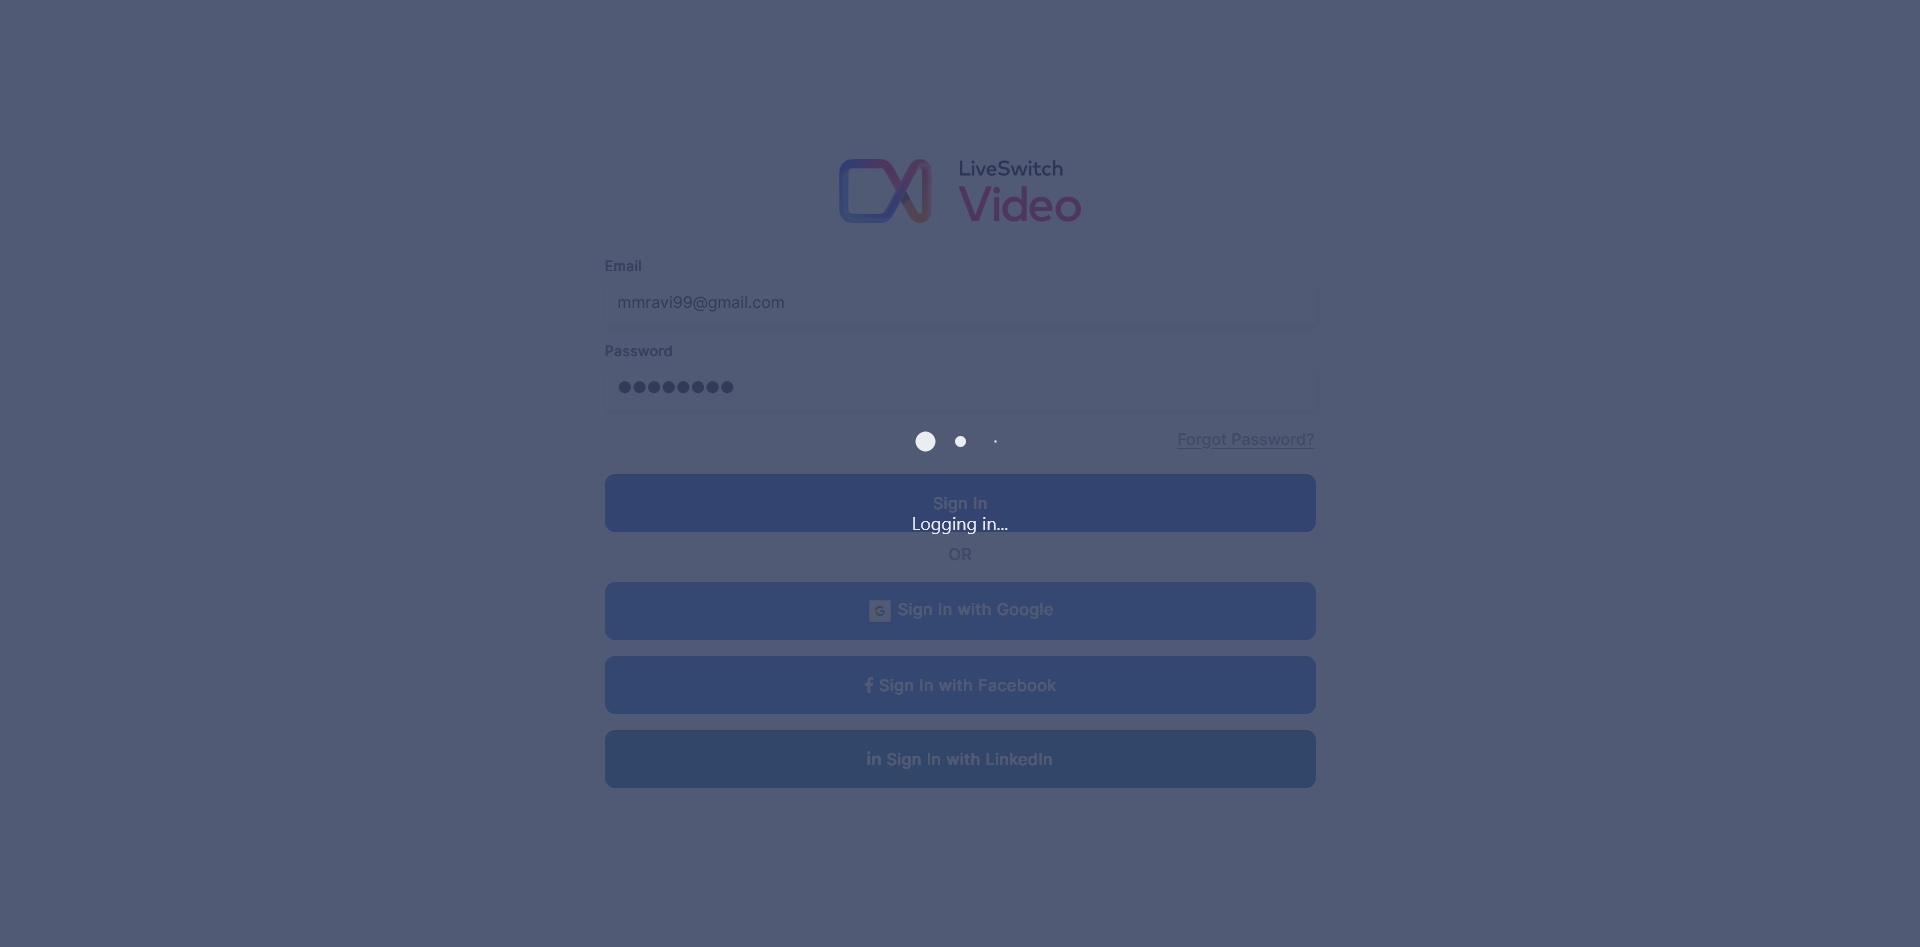 LiveSwitch
Video
Email
mmravi99@gmail.com
Password
Forgot Password?
Sign In
Logging in...
OR
G Sign In with Google
f Sign In with Facebook
in Sign In with LinkedIn